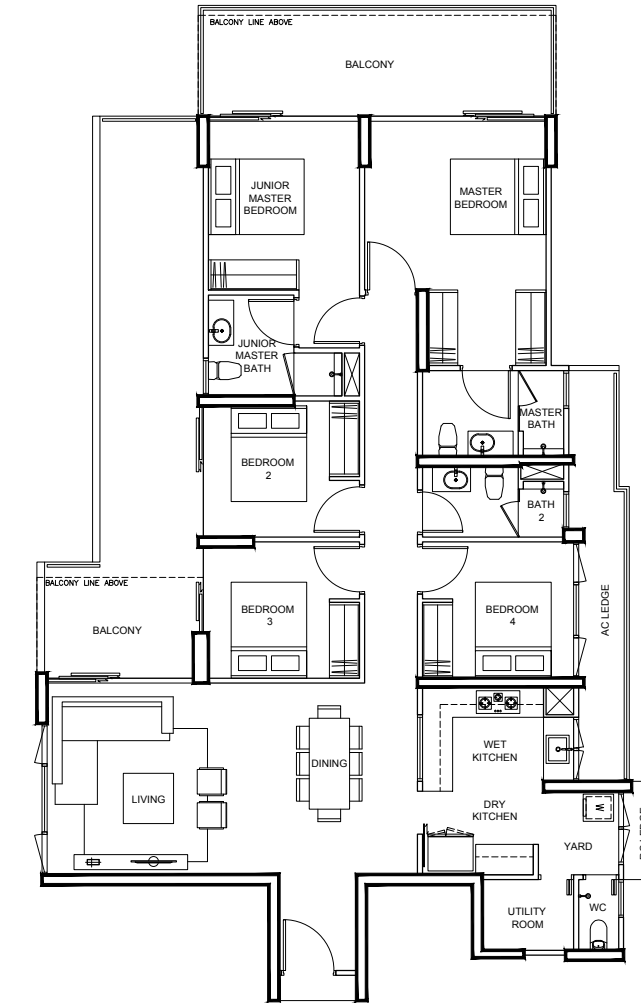 BALCONY LINE ABOVE
BALCONY
JUNIOR
MASTER
BEDROOM
MASTER
BEDROOM
JUNIOR
MASTER
BATH
MASTER
BATH
BEDROOM
2
BATH
2
BALCONY LINE ABOVE
BALCONY
BEDROOM
3
BEDROOM
4
AC LEDGE
WET
KITCHEN
DINING
LIVING
DRY
KITCHEN
W
YARD
UTILITY
ROOM
WC